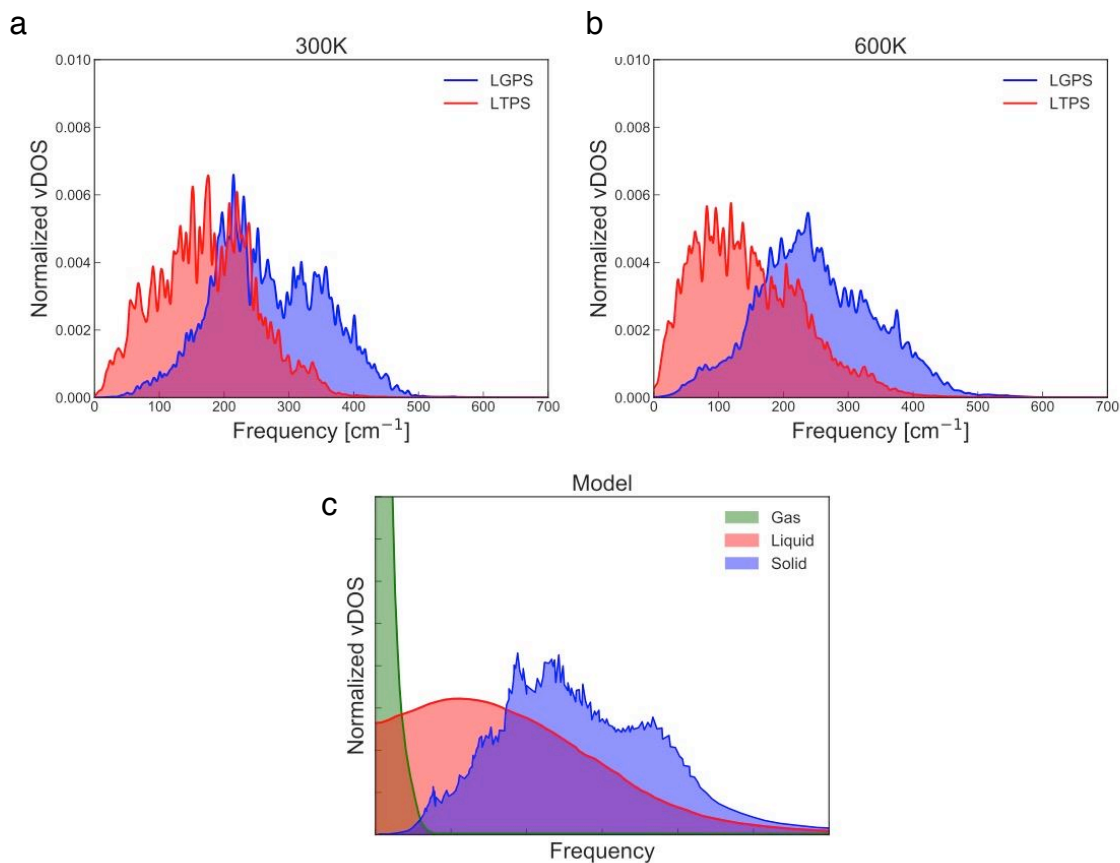 a
300K
0.010
0.008
0.006
0.004
0.002
0.000
Normalized vDOS
LGPS
LTPS
0 100 200 300 400 500 600 700
Frequency [cm⁻¹]
b
600K
0.010
0.008
0.006
0.004
0.002
0.000
Normalized vDOS
LGPS
LTPS
0 100 200 300 400 500 600 700
Frequency [cm⁻¹]
c
Model
Normalized vDOS
Gas
Liquid
Solid
Frequency